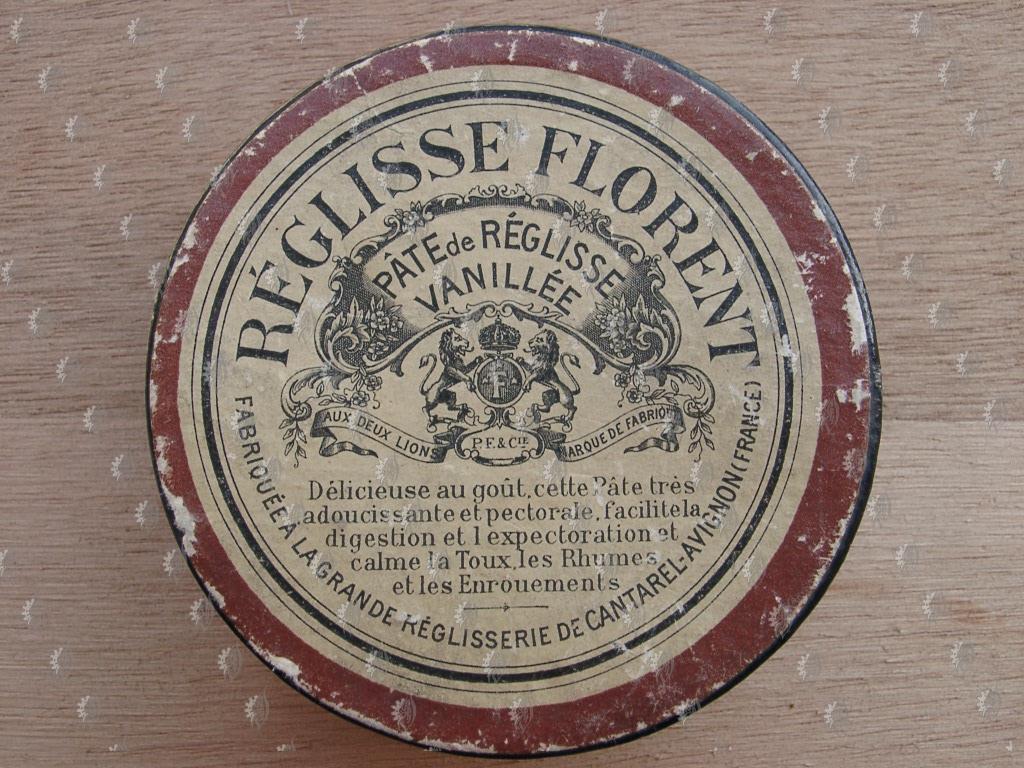 RÉGLISSE FLORENT
PÂTE de RÉGLISSE
VANILLÉE
F
AUX DEUX LIONS
P.F. & CIE
ARQUE DE FABRIQ
Délicieuse au goût, cette Pâte très
adoucissante et pectorale, facilite la
digestion et l expectoration et
calme la Toux, les Rhumes
et les Enrouements
FABRIQUÉE À LA GRANDE RÉGLISSERIE DE CANTAREL-AVIGNON (FRANCE)